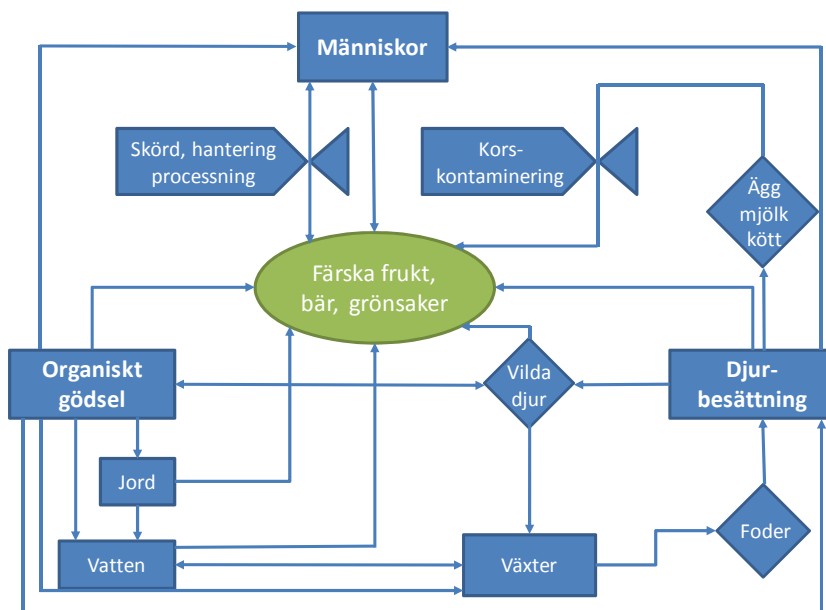 Människor
Skörd, hantering
processning
Kors-
kontaminering
Ägg
mjölk
kött
Färska frukt,
bär, grönsaker
Organiskt
gödsel
Vilda
djur
Djur-
besättning
Jord
Foder
Vatten
Växter